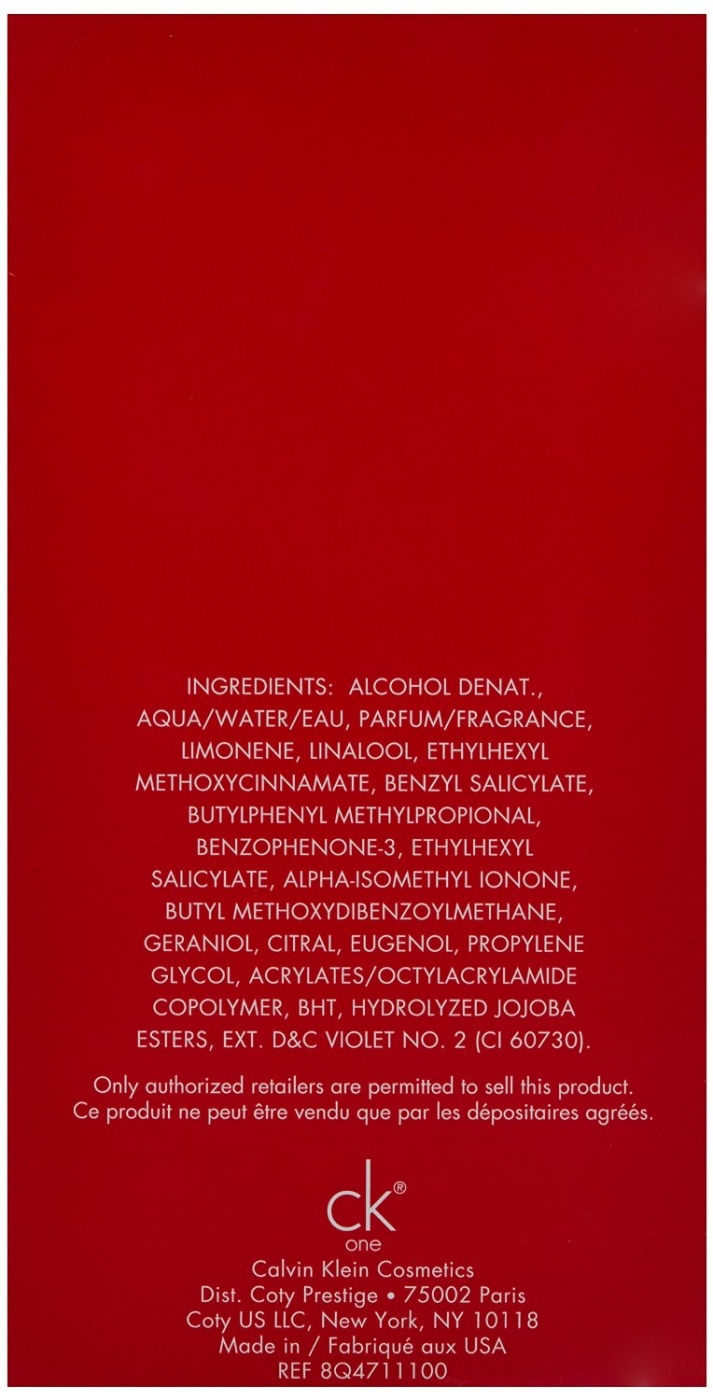 INGREDIENTS: ALCOHOL DENAT.,
AQUA/WATER/EAU, PARFUM/FRAGRANCE,
LIMONENE, LINALOOL, ETHYLHEXYL
METHOXYCINNAMATE, BENZYL SALICYLATE,
BUTYLPHENYL METHYLPROPIONAL,
BENZOPHENONE-3, ETHYLHEXYL
SALICYLATE, ALPHA-ISOMETHYL IONONE,
BUTYL METHOXYDIBENZOYLMETHANE,
GERANIOL, CITRAL, EUGENOL, PROPYLENE
GLYCOL, ACRYLATES/OCTYLACRYLAMIDE
COPOLYMER, BHT, HYDROLYZED JOJOBA
ESTERS, EXT. D&C VIOLET NO. 2 (CI 60730).
Only authorized retailers are permitted to sell this product.
Ce produit ne peut être vendu que par les dépositaires agréés.
ck®
one
Calvin Klein Cosmetics
Dist. Coty Prestige • 75002 Paris
Coty US LLC, New York, NY 10118
Made in / Fabriqué aux USA
REF 8Q4711100